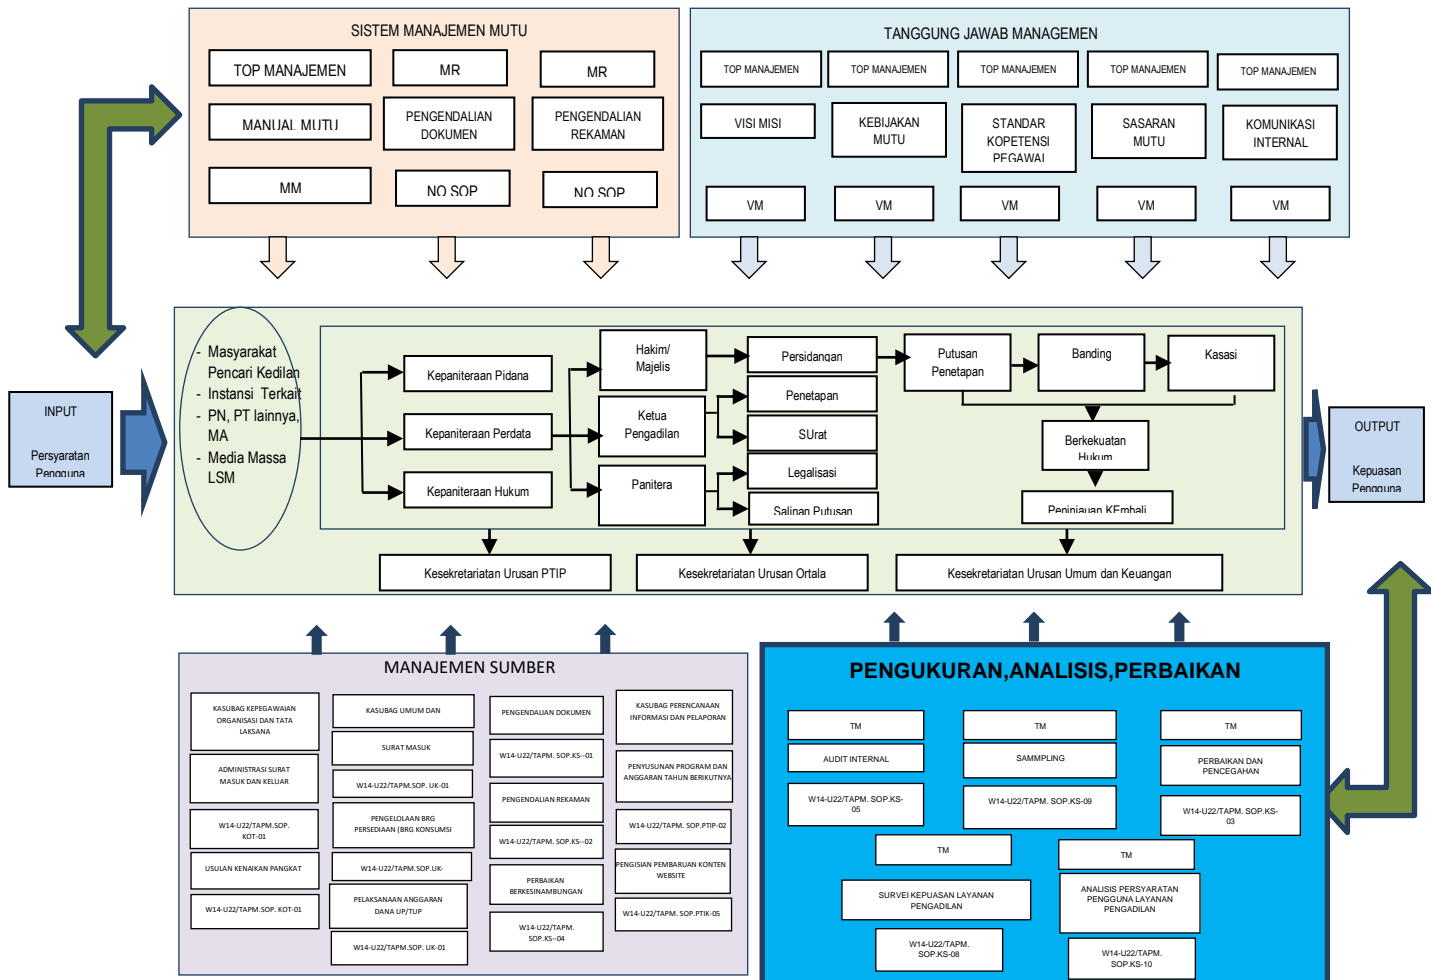 SISTEM MANAJEMEN MUTU
TOP MANAJEMEN
MR
MR
MANUAL MUTU
PENGENDALIAN
DOKUMEN
PENGENDALIAN
REKAMAN
MM
NO SOP
NO SOP
TANGGUNG JAWAB MANAGEMEN
TOP MANAJEMEN
TOP MANAJEMEN
TOP MANAJEMEN
TOP MANAJEMEN
TOP MANAJEMEN
VISI MISI
KEBIJAKAN
MUTU
STANDAR
KOPETENSI
PEGAWAI
SASARAN
MUTU
KOMUNIKASI
INTERNAL
VM
VM
VM
VM
VM
INPUT
Persyaratan
Pengguna
- Masyarakat
Pencari Kedilan
- Instansi Terkait
- PN, PT lainnya,
MA
- Media Massa
LSM
Kepaniteraan Pidana
Kepaniteraan Perdata
Kepaniteraan Hukum
Hakim/
Majelis
Ketua
Pengadilan
Panitera
Persidangan
Penetapan
SUrat
Legalisasi
Salinan Putusan
Putusan
Penetapan
Banding
Kasasi
Berkekuatan
Hukum
Peninjauan KEmbali
Kesekretariatan Urusan PTIP
Kesekretariatan Urusan Ortala
Kesekretariatan Urusan Umum dan Keuangan
OUTPUT
Kepuasan
Pengguna
MANAJEMEN SUMBER
KASUBAG KEPEGAWAIAN
ORGANISASI DAN TATA
LAKSANA
ADMINISTRASI SURAT
MASUK DAN KELUAR
W14-U22/TAPM.SOP.
KOT-01
USULAN KENAIKAN PANGKAT
W14-U22/TAPM.SOP. KOT-01
KASUBAG UMUM DAN
SURAT MASUK
W14-U22/TAPM.SOP. UK-01
PENGELOLAAN BRG
PERSEDIAAN (BRG KONSUMSI
W14-U22/TAPM.SOP.UK-
PELAKSANAAN ANGGARAN
DANA UP/TUP
W14-U22/TAPM.SOP. UK-01
PENGENDALIAN DOKUMEN
W14-U22/TAPM. SOP.KS--01
PENGENDALIAN REKAMAN
W14-U22/TAPM. SOP.KS--02
PERBAIKAN
BERKESINAMBUNGAN
W14-U22/TAPM.
SOP.KS--04
KASUBAG PERENCANAAN
INFORMASI DAN PELAPORAN
PENYUSUNAN PROGRAM DAN
ANGGARAN TAHUN BERIKUTNYA
W14-U22/TAPM. SOP.PTIP-02
PENGISIAN PEMBARUAN KONTEN
WEBSITE
W14-U22/TAPM. SOP.PTIK-05
PENGUKURAN,ANALISIS,PERBAIKAN
TM
TM
TM
AUDIT INTERNAL
SAMMPLING
PERBAIKAN DAN
PENCEGAHAN
W14-U22/TAPM. SOP.KS-
05
W14-U22/TAPM. SOP.KS-09
W14-U22/TAPM. SOP.KS-
03
TM
TM
SURVEI KEPUASAN LAYANAN
PENGADILAN
ANALISIS PERSYARATAN
PENGGUNA LAYANAN
PENGADILAN
W14-U22/TAPM.
SOP.KS-08
W14-U22/TAPM.
SOP.KS-10